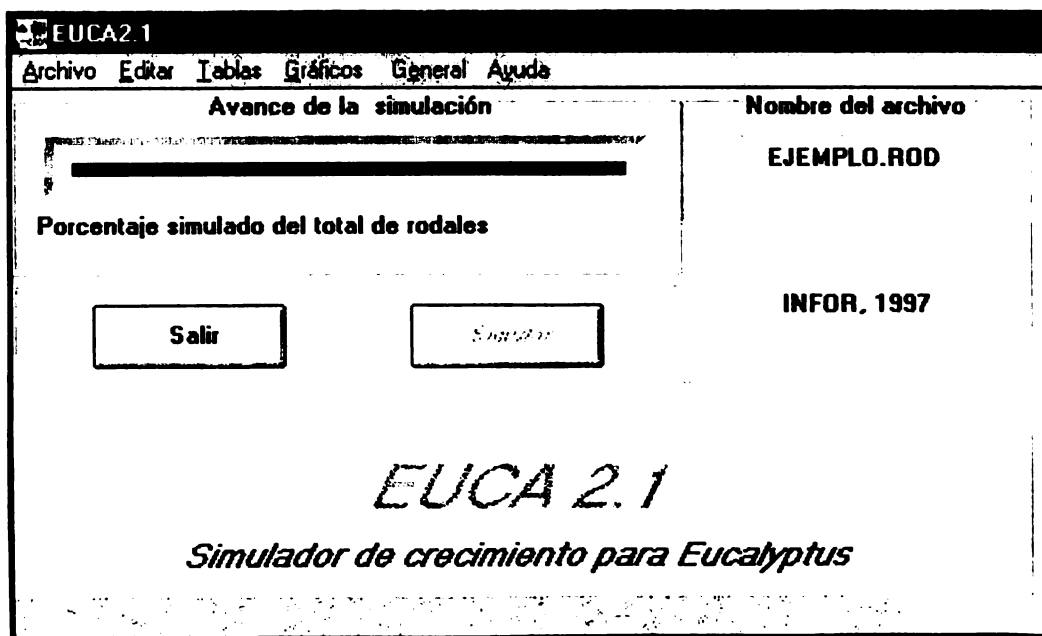 EUCA2.1
Archivo Editar Tablas Gráficos General Ayuda
Avance de la simulación
Porcentaje simulado del total de rodales
Nombre del archivo
EJEMPLO.ROD
INFOR, 1997
Salir
Simular
EUCA 2.1
Simulador de crecimiento para Eucalyptus